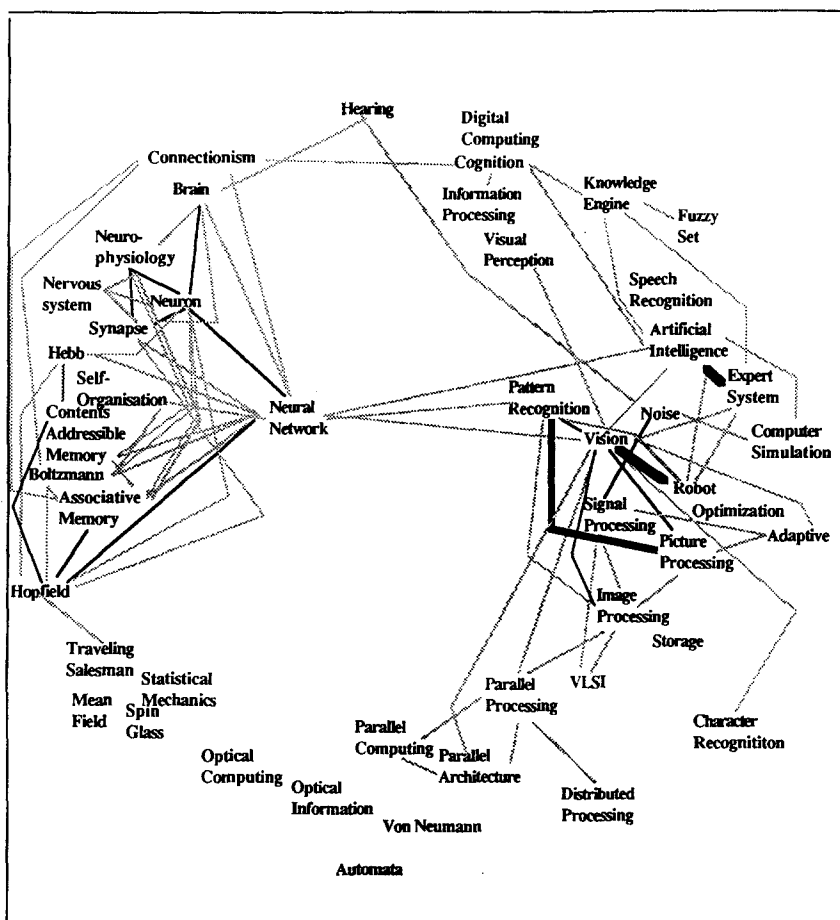 Hearing
Digital
Computing
Connectionism
Cognition
Brain
Knowledge
Engine
Information
Processing
Fuzzy
Set
Neuro-
physiology
Visual
Perception
Nervous
system
Neuron
Speech
Recognition
Synapse
Artificial
Intelligence
Hebb
Self-
Organisation
Expert
System
Pattern
Recognition
Neural
Network
Contents
Addressible
Memory
Noise
Vision
Computer
Simulation
Boltzmann
Associative
Memory
Robot
Signal
Processing
Optimization
Picture
Processing
Adaptive
Hopfield
Image
Processing
Storage
Traveling
Salesman
Statistical
Mechanics
Mean
Field
Spin
Glass
Parallel
Processing
VLSI
Character
Recognititon
Parallel
Computing
Parallel
Architecture
Optical
Computing
Optical
Information
Distributed
Processing
Von Neumann
Automata